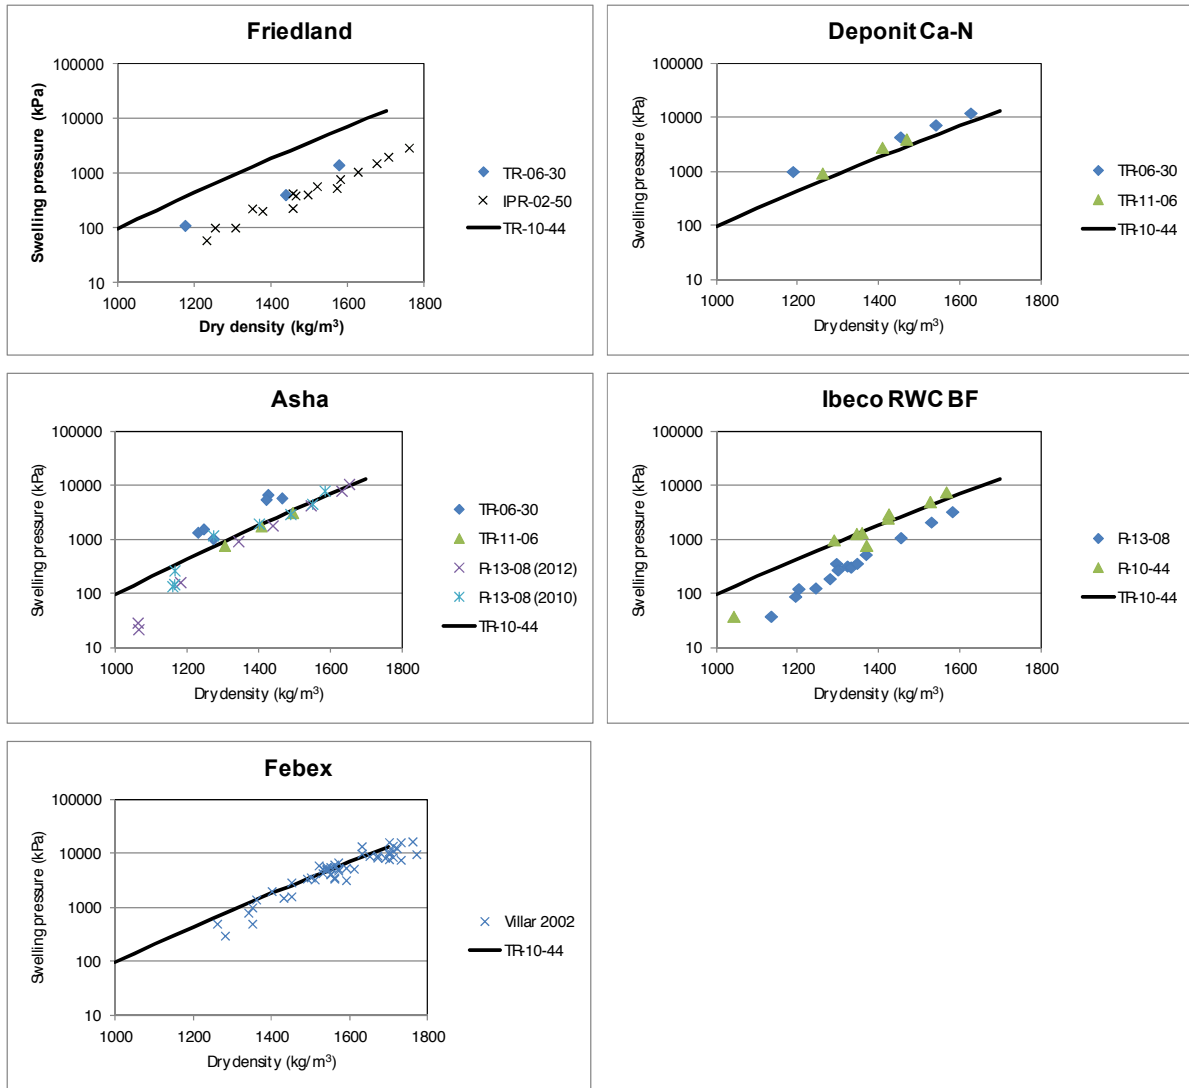 Friedland
Swelling pressure (kPa)
100000
10000
1000
100
10
1000 1200 1400 1600 1800
Dry density (kg/m³)
TR-06-30
IPR-02-50
TR-10-44
Deponit Ca-N
Swelling pressure (kPa)
100000
10000
1000
100
10
1000 1200 1400 1600 1800
Dry density (kg/m³)
TR-06-30
TR-11-06
TR-10-44
Asha
Swelling pressure (kPa)
100000
10000
1000
100
10
1000 1200 1400 1600 1800
Dry density (kg/m³)
TR-06-30
TR-11-06
R-13-08 (2012)
R-13-08 (2010)
TR-10-44
Ibeco RWC BF
Swelling pressure (kPa)
100000
10000
1000
100
10
1000 1200 1400 1600 1800
Dry density (kg/m³)
R-13-08
R-10-44
TR-10-44
Febex
Swelling pressure (kPa)
100000
10000
1000
100
10
1000 1200 1400 1600 1800
Dry density (kg/m³)
Villar 2002
TR-10-44